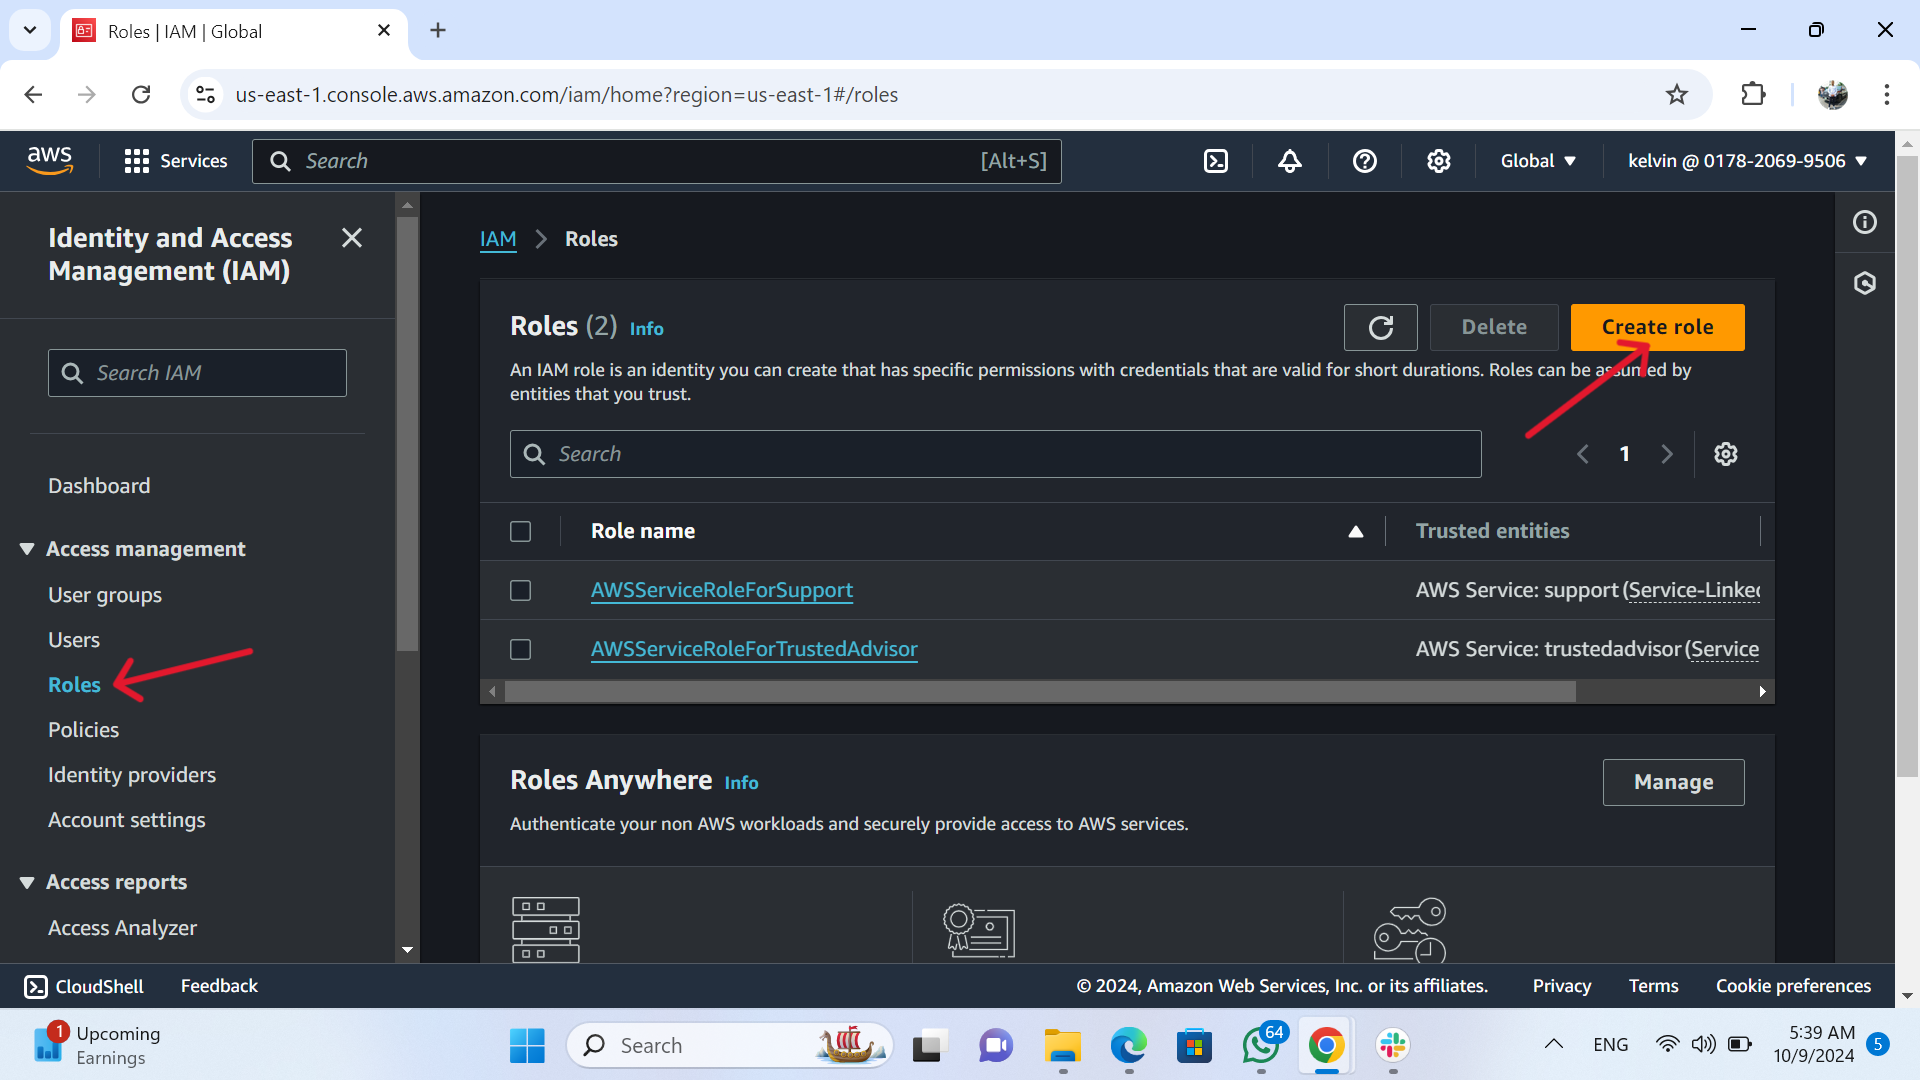 Roles | IAM | Global
us-east-1.console.aws.amazon.com/iam/home?region=us-east-1#/roles
aws
Services
Search
[Alt+S]
Global
kelvin @ 0178-2069-9506
Identity and Access
Management (IAM)
Search IAM
Dashboard
Access management
User groups
Users
Roles
Policies
Identity providers
Account settings
Access reports
Access Analyzer
IAM
Roles
Roles (2) Info
Delete
Create role
An IAM role is an identity you can create that has specific permissions with credentials that are valid for short durations. Roles can be assumed by
entities that you trust.
Search
1
Role name
Trusted entities
AWSServiceRoleForSupport
AWS Service: support (Service-Linked
AWSServiceRoleForTrustedAdvisor
AWS Service: trustedadvisor (Service
Roles Anywhere Info
Manage
Authenticate your non AWS workloads and securely provide access to AWS services.
CloudShell
Feedback
© 2024, Amazon Web Services, Inc. or its affiliates.
Privacy
Terms
Cookie preferences
1
Upcoming
Earnings
Search
64
ENG
5:39 AM
10/9/2024
5